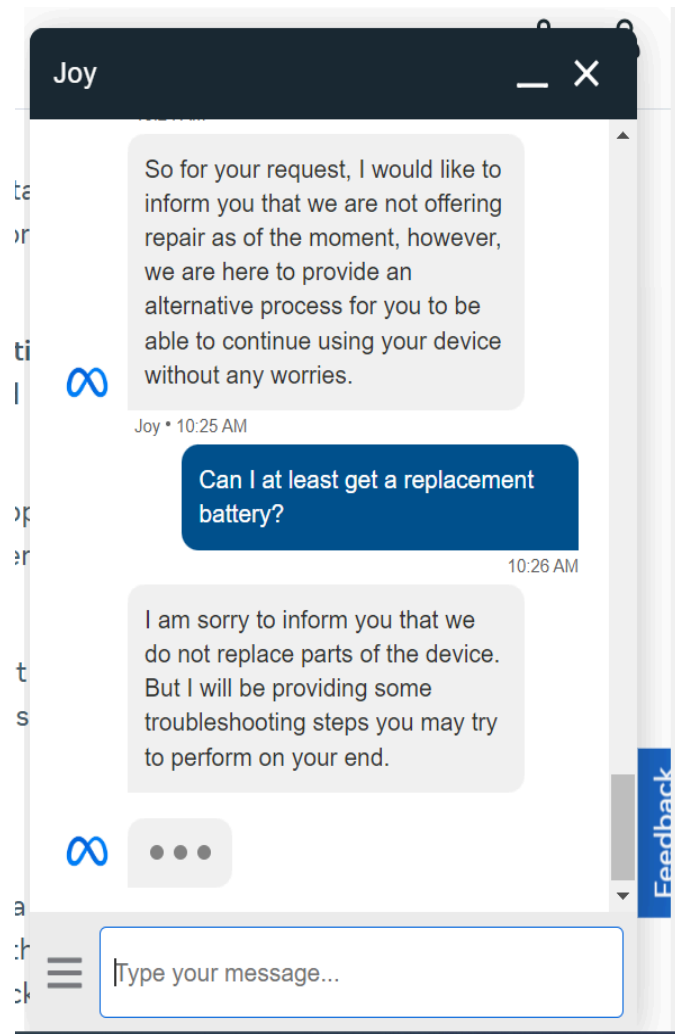 Joy
So for your request, I would like to
inform you that we are not offering
repair as of the moment, however,
we are here to provide an
alternative process for you to be
able to continue using your device
without any worries.
Joy • 10:25 AM
Can I at least get a replacement
battery?
10:26 AM
I am sorry to inform you that we
do not replace parts of the device.
But I will be providing some
troubleshooting steps you may try
to perform on your end.
Feedback
Type your message...